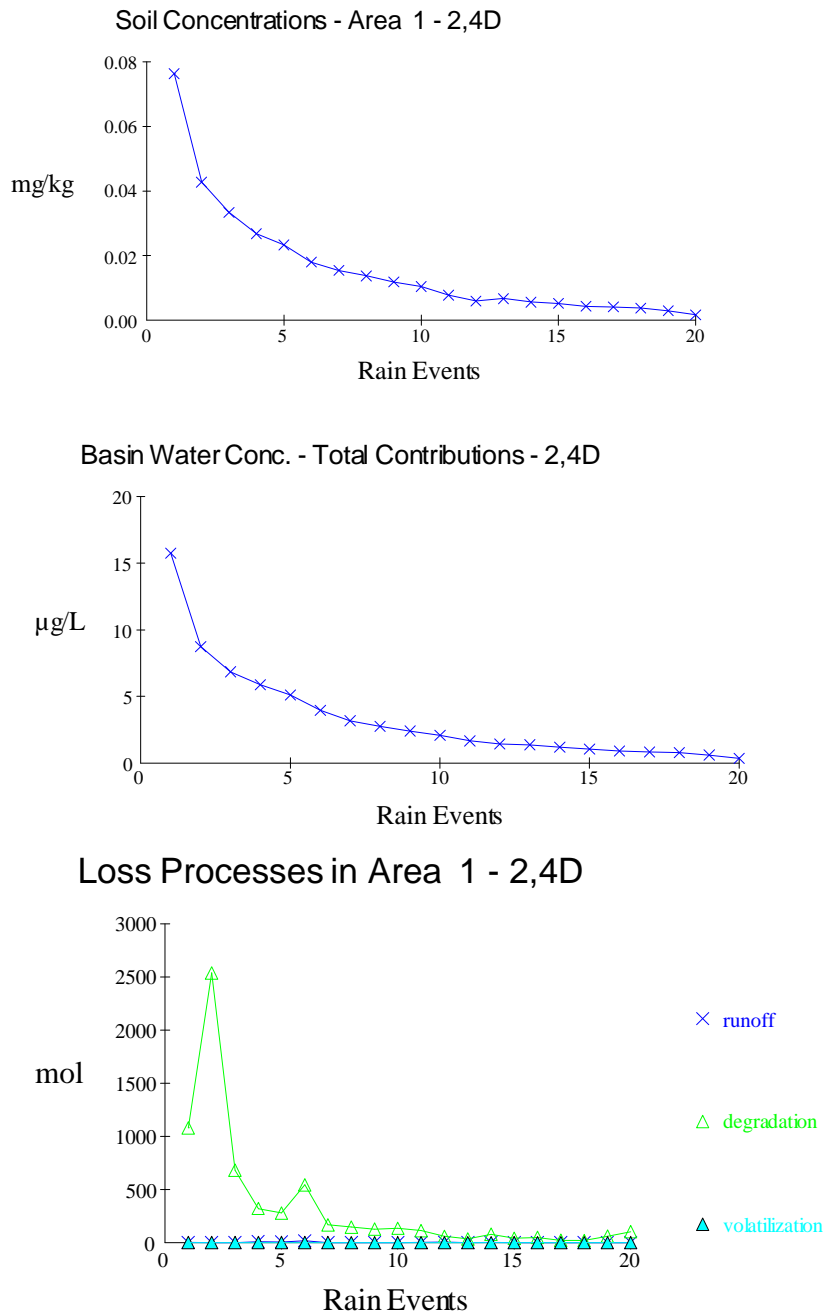 Soil Concentrations - Area 1 - 2,4D
0.08
0.06
mg/kg
0.04
0.02
0.00
0 5 10 15 20
Rain Events
Basin Water Conc. - Total Contributions - 2,4D
20
15
µg/L
10
5
0
0 5 10 15 20
Rain Events
Loss Processes in Area 1 - 2,4D
3000
2500
2000 runoff
mol
1500
1000 degradation
500
0 volatilization
0 5 10 15 20
Rain Events